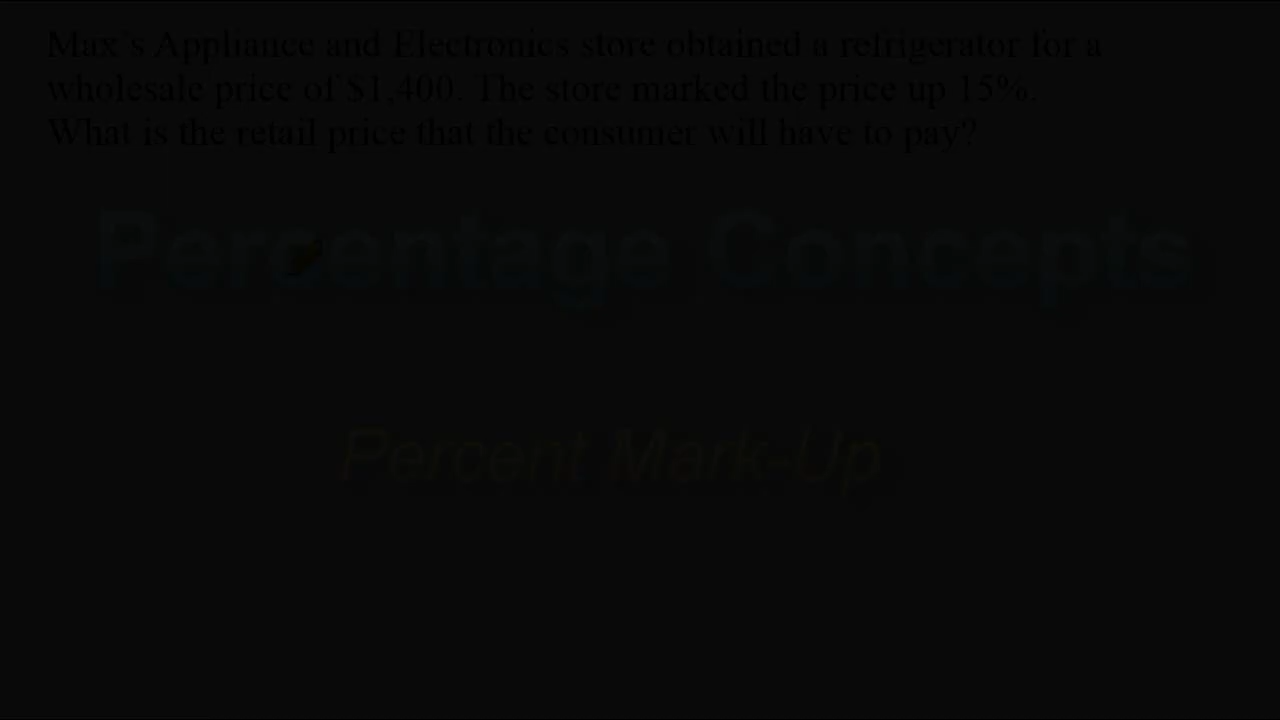 Max's Appliance and Electronics store obtained a refrigerator for a
wholesale price of $1,400. The store marked the price up 15%.
What is the retail price that the consumer will have to pay?
Percentage Concepts
Percent Mark-Up